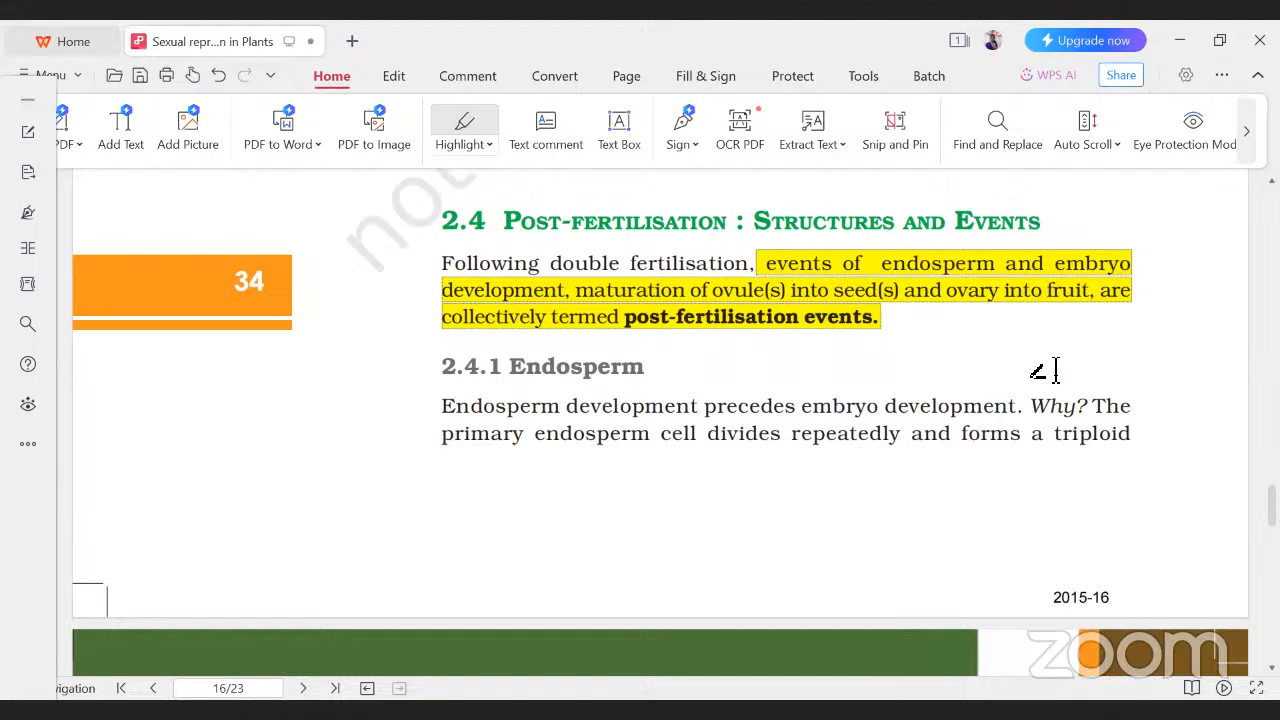 Home
Sexual repr...n in Plants
1
Upgrade now
Menu
Home Edit Comment Convert Page Fill & Sign Protect Tools Batch
WPS AI
Share
PDF
Add Text
Add Picture
PDF to Word
PDF to Image
Highlight
Text comment
Text Box
Sign
OCR PDF
Extract Text
Snip and Pin
Find and Replace
Auto Scroll
Eye Protection Mod
not
2.4 POST-FERTILISATION : STRUCTURES AND EVENTS
34
Following double fertilisation, events of endosperm and embryo
development, maturation of ovule(s) into seed(s) and ovary into fruit, are
collectively termed post-fertilisation events.
2.4.1 Endosperm
Endosperm development precedes embryo development. Why? The
primary endosperm cell divides repeatedly and forms a triploid
2015-16
zoom
vigation
16/23